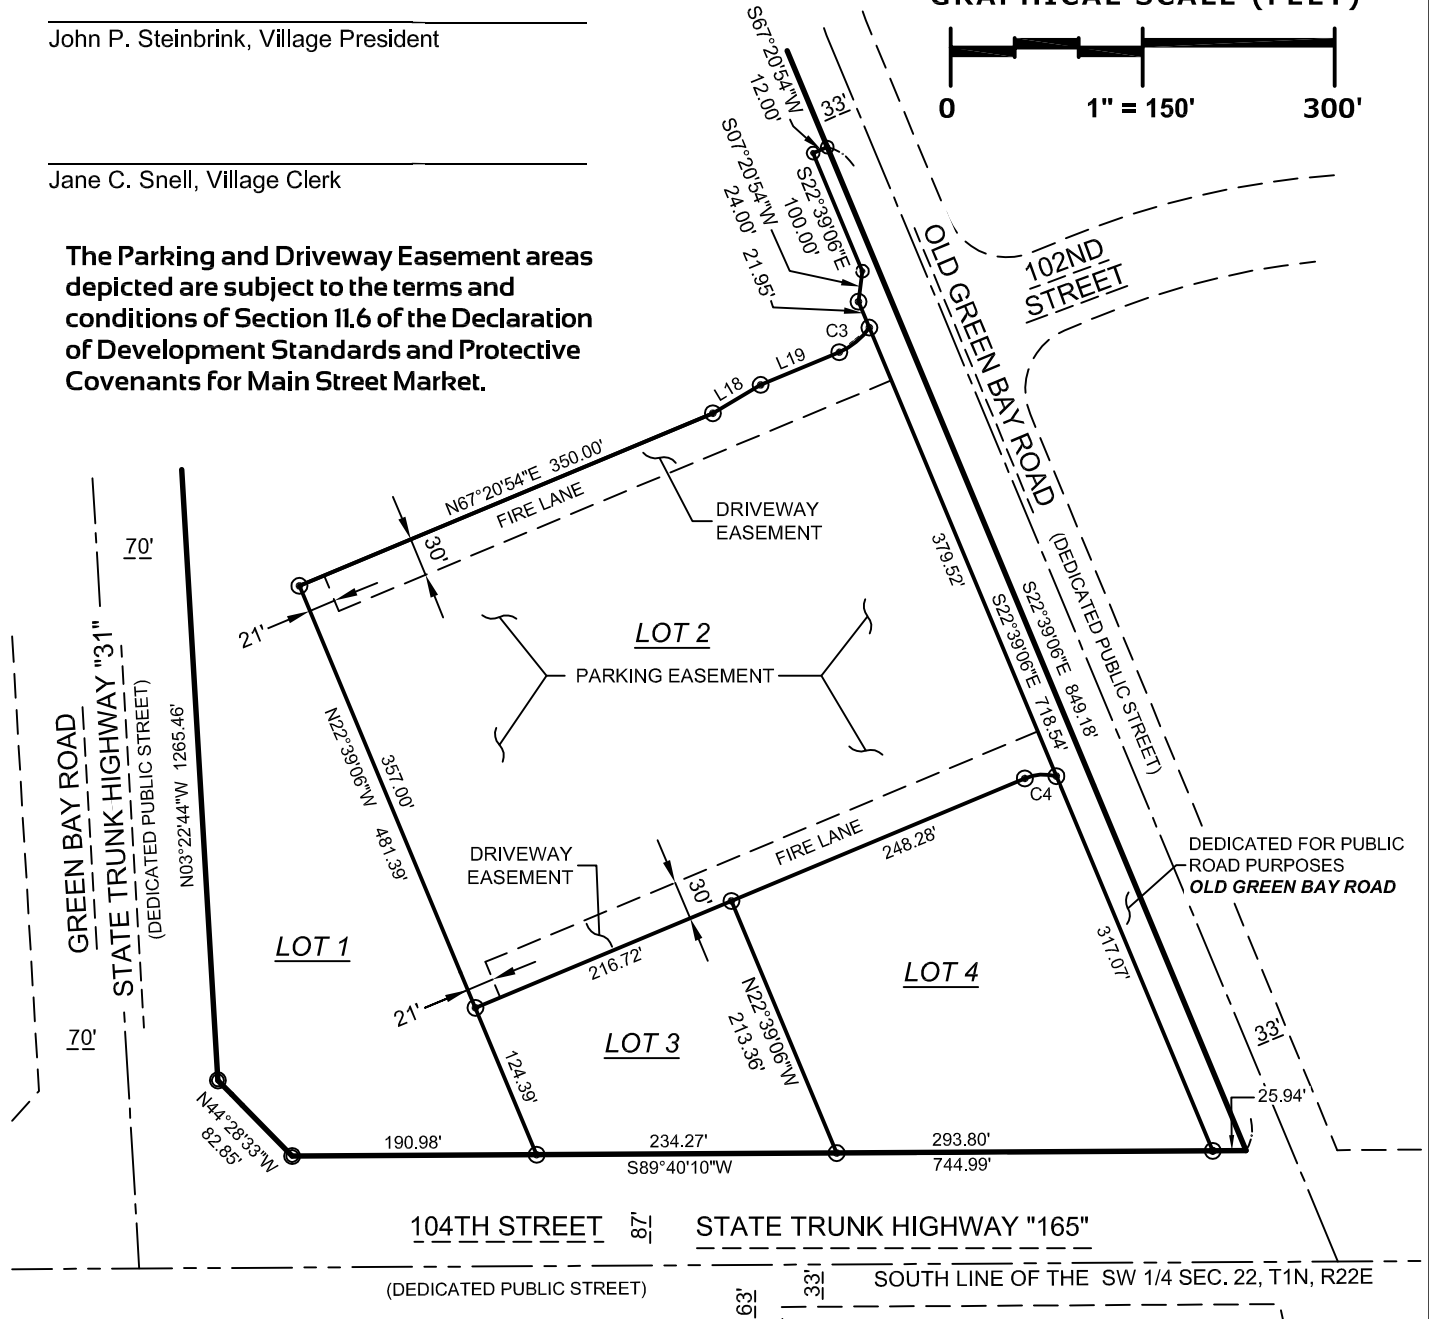 GRAPHICAL SCALE (FEET)
0
1" = 150'
300'
John P. Steinbrink, Village President
Jane C. Snell, Village Clerk
The Parking and Driveway Easement areas
depicted are subject to the terms and
conditions of Section 11.6 of the Declaration
of Development Standards and Protective
Covenants for Main Street Market.
S67°20'54"W
12.00'
33'
S07°20'54"W
24.00'
S22°39'06"E
100.00'
21.95'
C3
L19
L18
OLD GREEN BAY ROAD
(DEDICATED PUBLIC STREET)
102ND
STREET
N67°20'54"E 350.00'
FIRE LANE
30'
DRIVEWAY
EASEMENT
21'
LOT 2
PARKING EASEMENT
379.52'
S22°39'06"E 718.54'
S22°39'06"E 849.18'
70'
GREEN BAY ROAD
STATE TRUNK HIGHWAY "31"
(DEDICATED PUBLIC STREET)
N03°22'44"W 1265.46'
N22°39'06"W 481.39'
357.00'
C4
DRIVEWAY
EASEMENT
FIRE LANE
30'
248.28'
216.72'
21'
DEDICATED FOR PUBLIC
ROAD PURPOSES
OLD GREEN BAY ROAD
LOT 1
LOT 4
LOT 3
317.07'
N22°39'06"W
213.36'
124.39'
70'
33'
25.94'
N44°28'33"W
82.85'
190.98'
234.27'
293.80'
S89°40'10"W
744.99'
104TH STREET
87'
STATE TRUNK HIGHWAY "165"
(DEDICATED PUBLIC STREET)
SOUTH LINE OF THE SW 1/4 SEC. 22, T1N, R22E
33'
63'